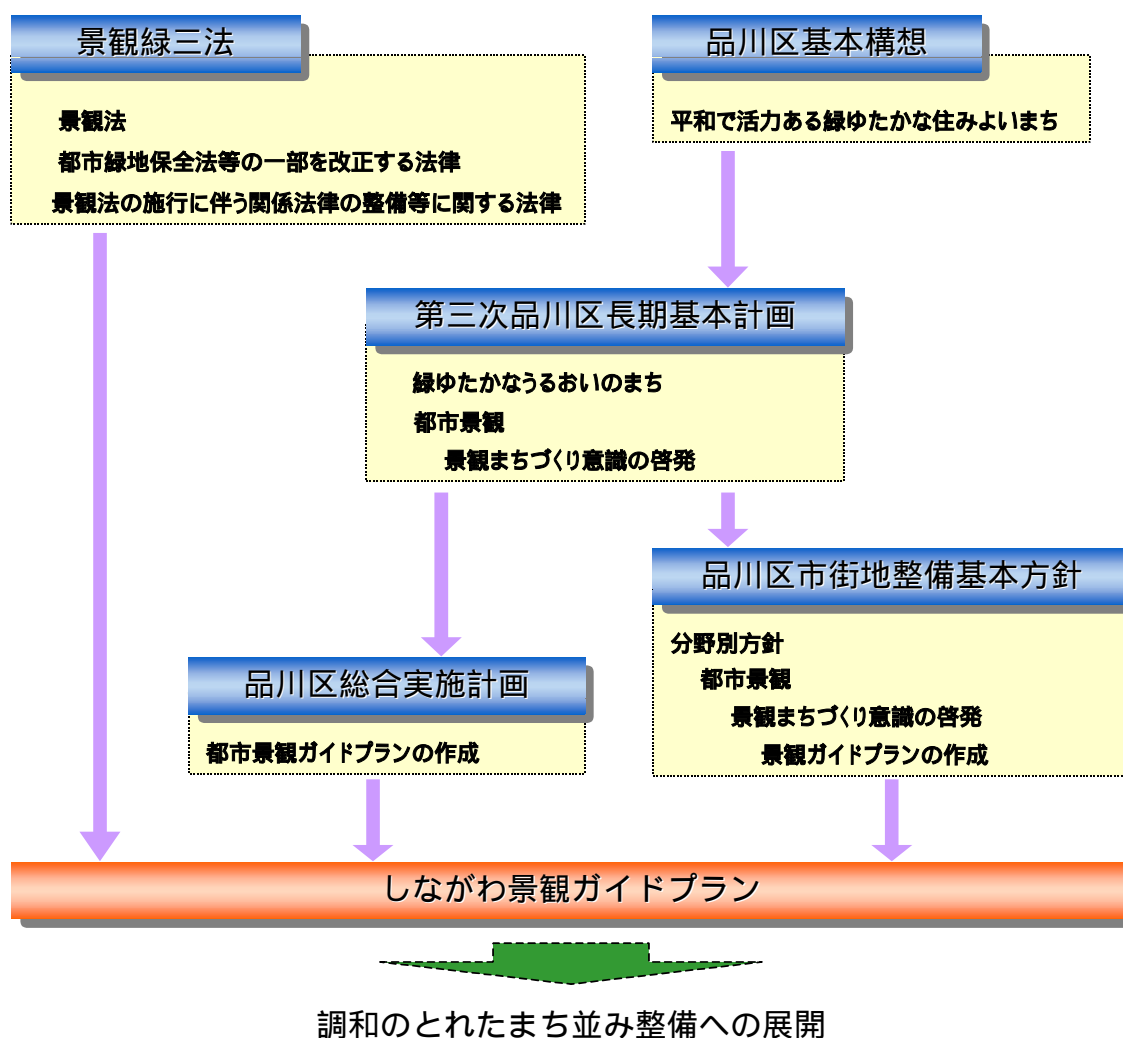 景観緑三法
景観法
都市緑地保全法等の一部を改正する法律
景観法の施行に伴う関係法律の整備等に関する法律
品川区基本構想
平和で活力ある緑ゆたかな住みよいまち
第三次品川区長期基本計画
緑ゆたかなうるおいのまち
都市景観
景観まちづくり意識の啓発
品川区市街地整備基本方針
分野別方針
都市景観
景観まちづくり意識の啓発
景観ガイドプランの作成
品川区総合実施計画
都市景観ガイドプランの作成
しながわ景観ガイドプラン
調和のとれたまち並み整備への展開